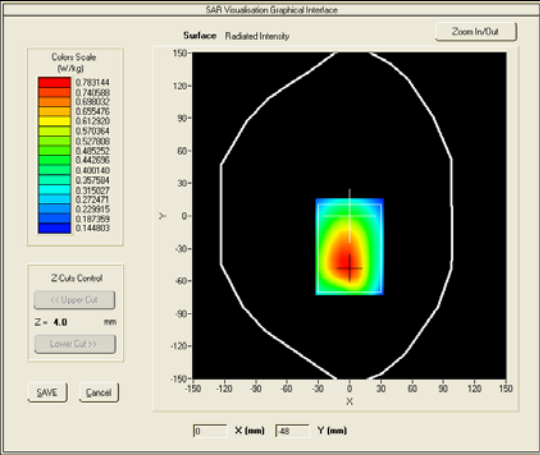 SAR Visualisation Graphical Interface
Surface Radiated Intensity
Zoom In/Out
Colors Scale
(W/kg)
0.783144
0.740588
0.698032
0.655476
0.612920
0.570364
0.527808
0.485252
0.442696
0.400140
0.357584
0.315027
0.272471
0.229915
0.187359
0.144803
Z-Cuts Control
<< Upper Cut
Z = 4.0 mm
Lower Cut >>
SAVE Cancel
150
120
90
60
30
0
-30
-60
-90
-120
-150
Y
-150 -120 -90 -60 -30 0 30 60 90 120 150
X
0 X (mm) -48 Y (mm)